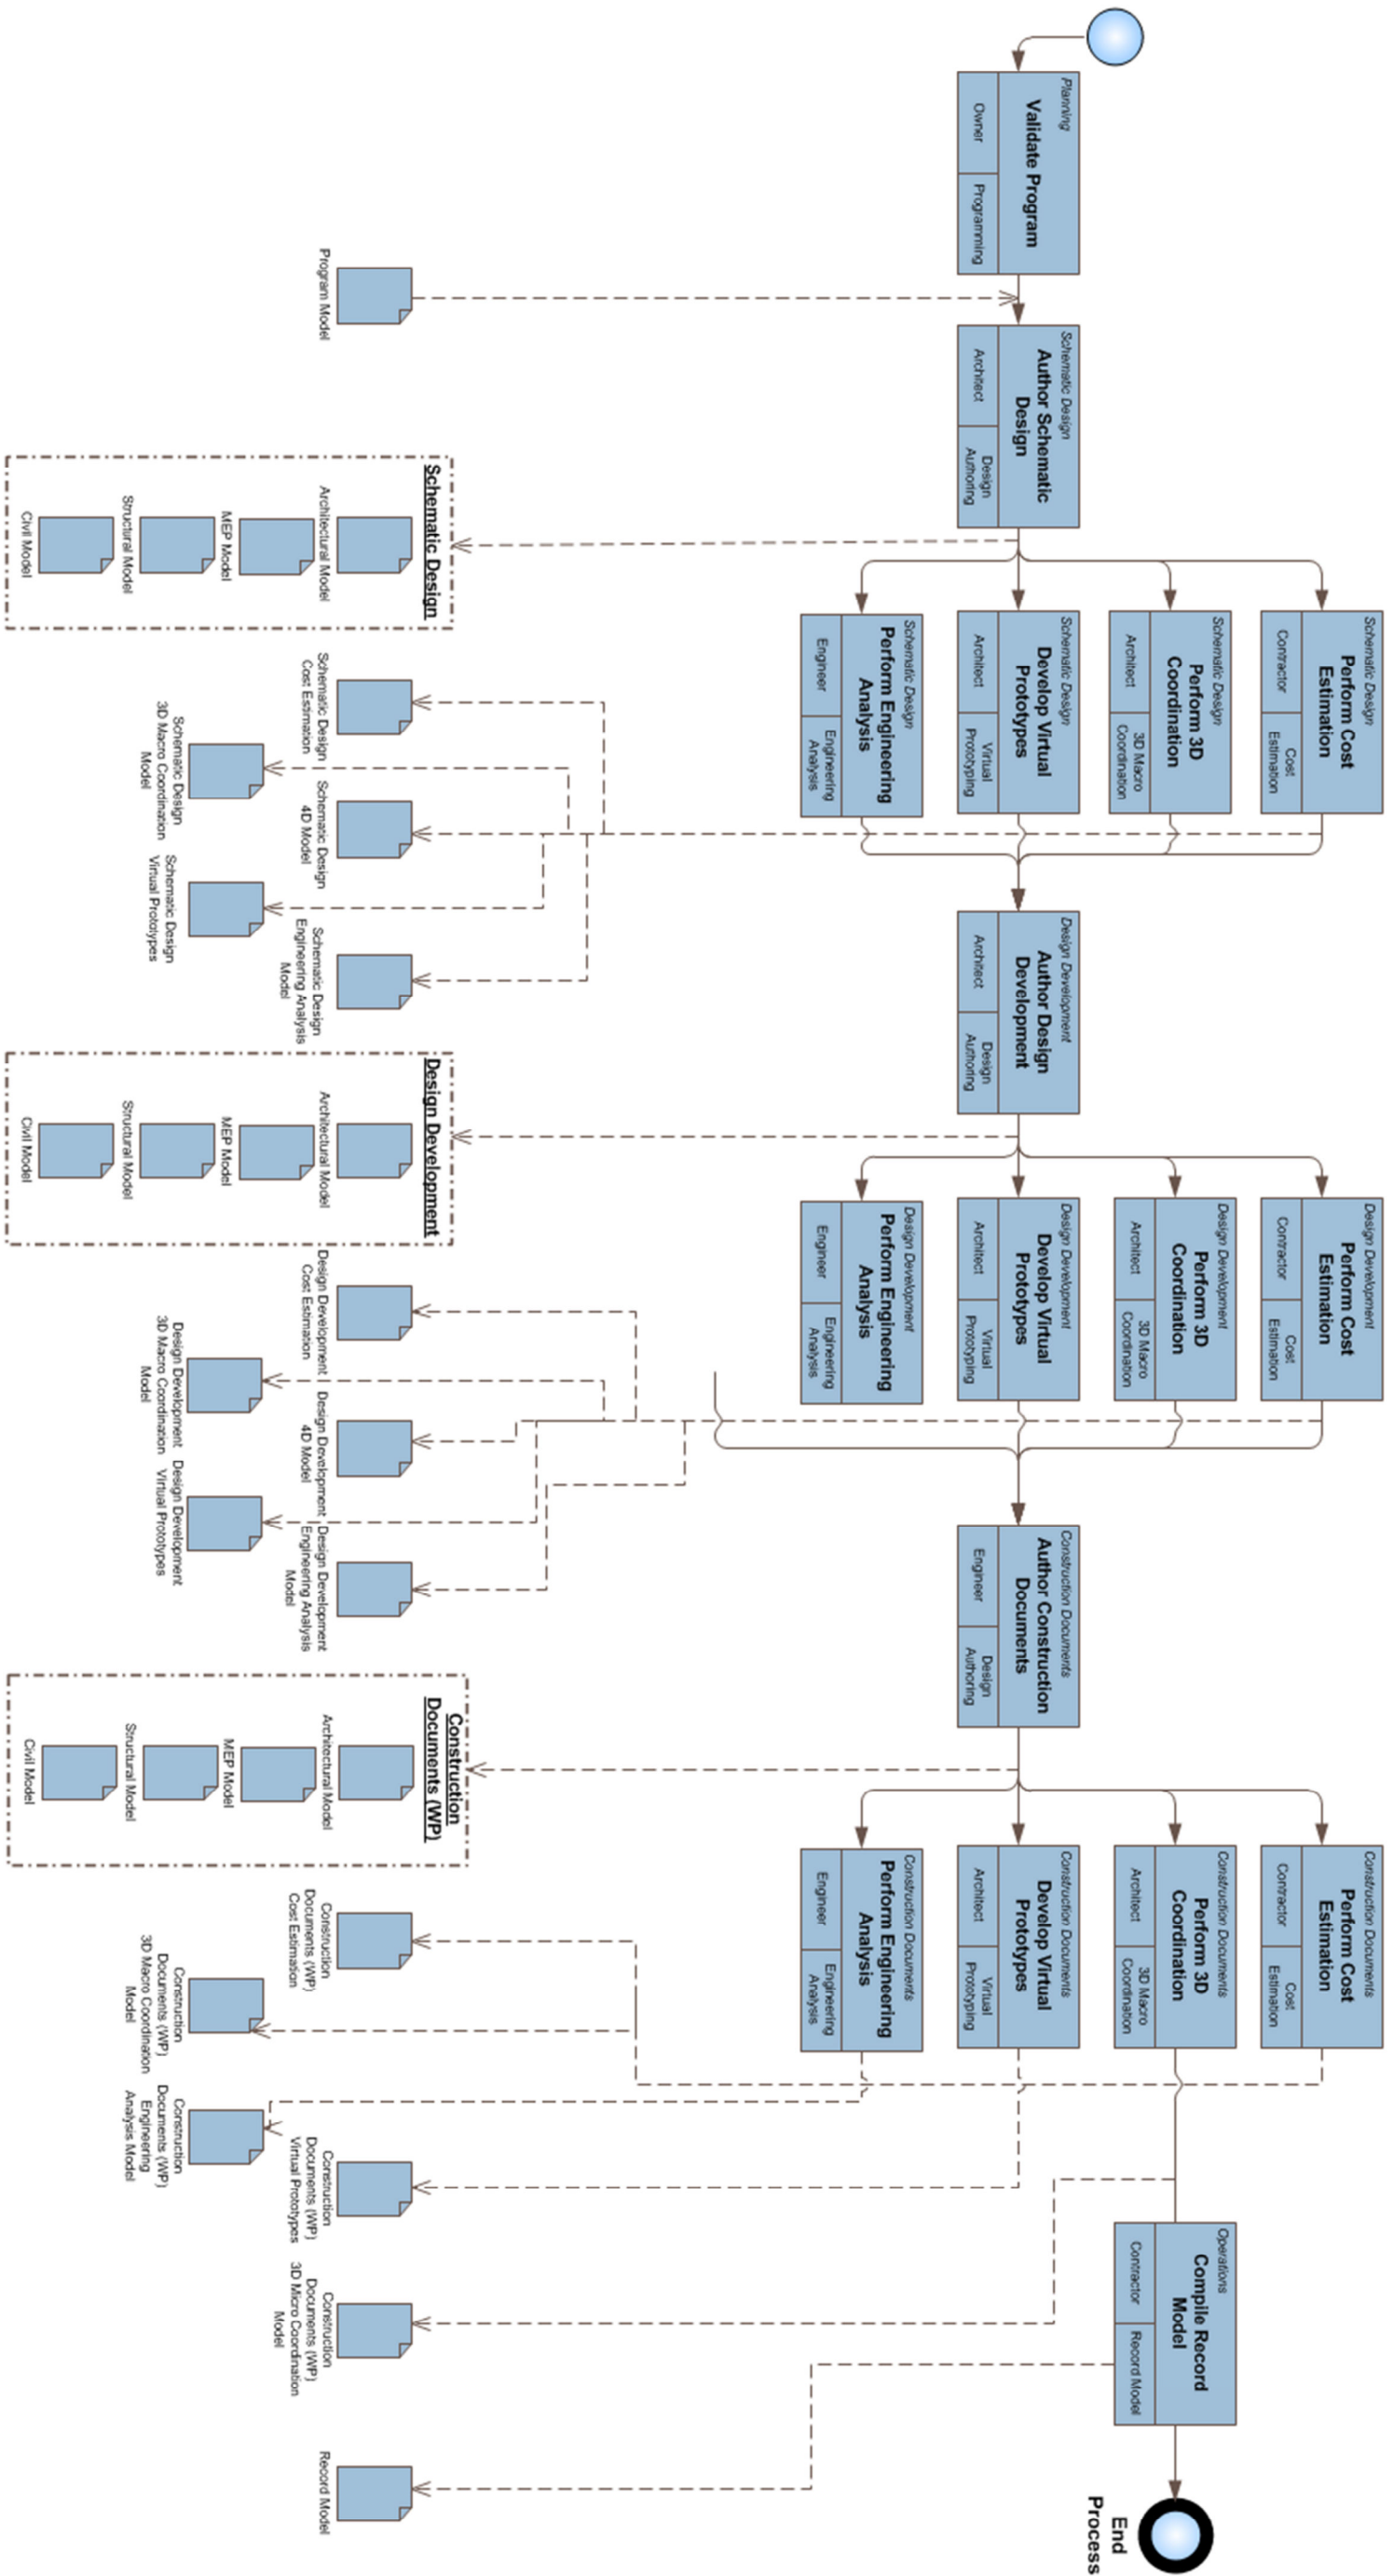 Planning
Validate Program
Owner
Programming
Schematic Design
Author Schematic
Design
Architect
Design
Authoring
Schematic Design
Perform Cost
Estimation
Contractor
Cost
Estimation
Schematic Design
Perform 3D
Coordination
Architect
3D Macro
Coordination
Schematic Design
Develop Virtual
Prototypes
Architect
Virtual
Prototyping
Schematic Design
Perform Engineering
Analysis
Engineer
Engineering
Analysis
Design Development
Author Design
Development
Architect
Design
Authoring
Design Development
Perform Cost
Estimation
Contractor
Cost
Estimation
Design Development
Perform 3D
Coordination
Architect
3D Macro
Coordination
Design Development
Develop Virtual
Prototypes
Architect
Virtual
Prototyping
Design Development
Perform Engineering
Analysis
Engineer
Engineering
Analysis
Construction Documents
Author Construction
Documents
Engineer
Design
Authoring
Construction Documents
Perform Cost
Estimation
Contractor
Cost
Estimation
Construction Documents
Perform 3D
Coordination
Architect
3D Macro
Coordination
Construction Documents
Develop Virtual
Prototypes
Architect
Virtual
Prototyping
Construction Documents
Perform Engineering
Analysis
Engineer
Engineering
Analysis
Operations
Compile Record
Model
Contractor
Record Model
End
Process
Program Model
Schematic Design
Architectural Model
MEP Model
Structural Model
Civil Model
Schematic Design
Cost Estimation
Schematic Design
3D Macro Coordination
Model
Schematic Design
4D Model
Schematic Design
Virtual Prototypes
Schematic Design
Engineering Analysis
Model
Design Development
Architectural Model
MEP Model
Structural Model
Civil Model
Design Development
Cost Estimation
Design Development
3D Macro Coordination
Model
Design Development
4D Model
Design Development
Virtual Prototypes
Design Development
Engineering Analysis
Model
Construction
Documents (WP)
Architectural Model
MEP Model
Structural Model
Civil Model
Construction
Documents (WP)
Cost Estimation
Construction
Documents (WP)
3D Macro Coordination
Model
Construction
Documents (WP)
Engineering
Analysis Model
Construction
Documents (WP)
Virtual Prototypes
Construction
Documents (WP)
3D Micro Coordination
Model
Record Model